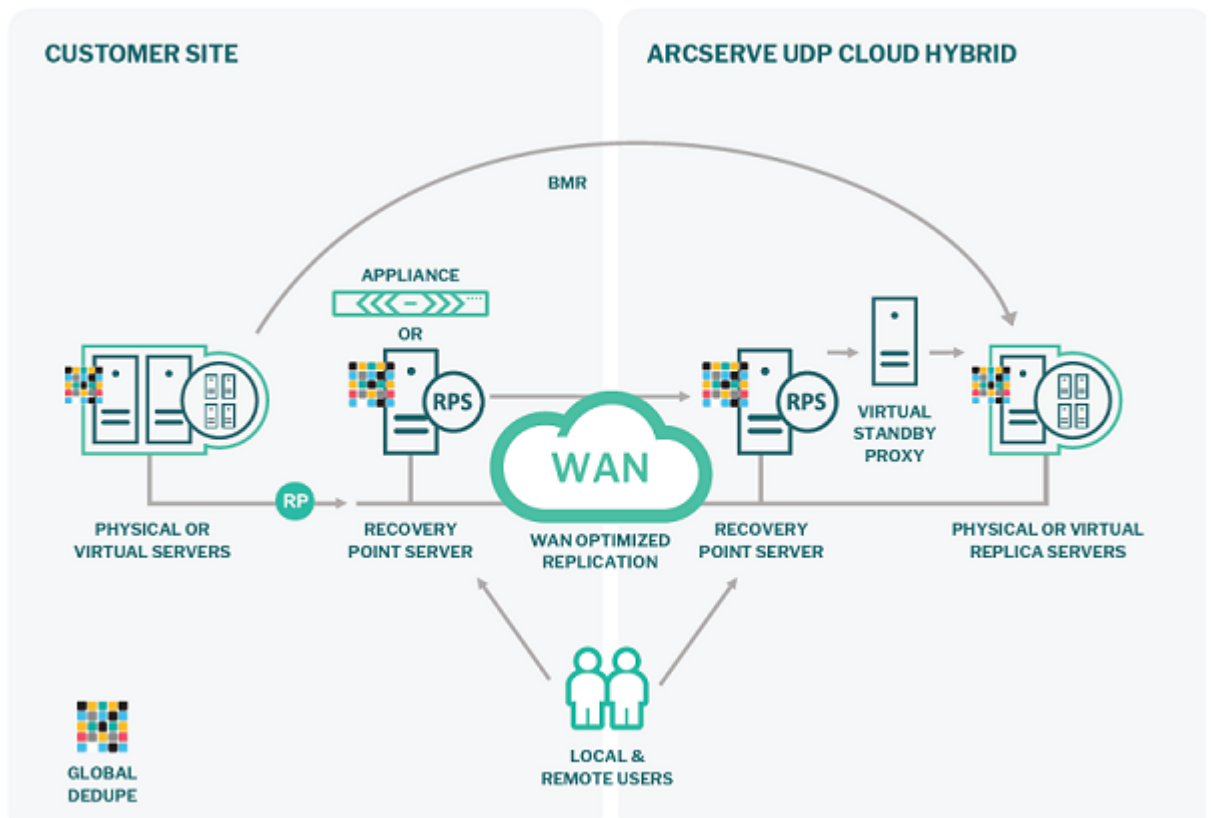 CUSTOMER SITE
ARCSERVE UDP CLOUD HYBRID
BMR
APPLIANCE
OR
RPS
RPS
WAN
VIRTUAL
STANDBY
PROXY
RP
PHYSICAL OR
VIRTUAL SERVERS
RECOVERY
POINT SERVER
WAN OPTIMIZED
REPLICATION
RECOVERY
POINT SERVER
PHYSICAL OR VIRTUAL
REPLICA SERVERS
LOCAL &
REMOTE USERS
GLOBAL
DEDUPE